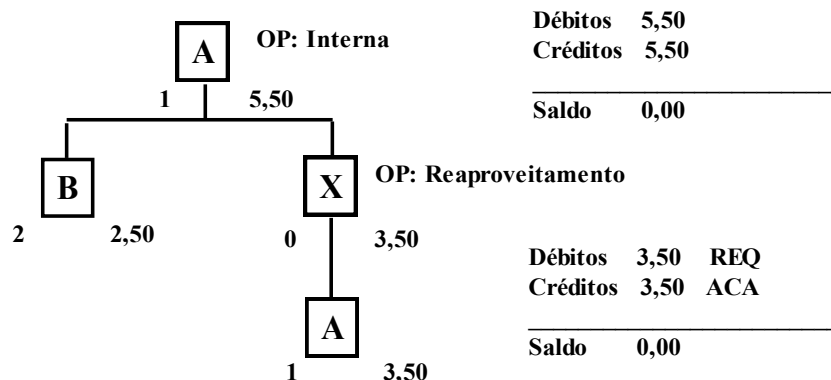 Débitos 5,50
OP: Interna
Créditos 5,50
A
1 5,50
Saldo 0,00
B
X
OP: Reaproveitamento
2 2,50
0 3,50
Débitos 3,50 REQ
Créditos 3,50 ACA
A
Saldo 0,00
1 3,50